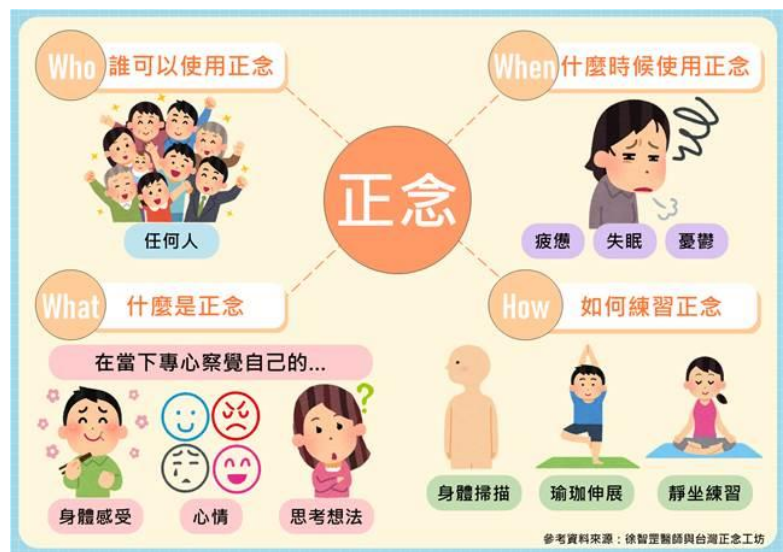 Who 誰可以使用正念
任何人
When 什麼時候使用正念
疲憊 失眠 憂鬱
正念
What 什麼是正念
在當下專心察覺自己的...
身體感受 心情 思考想法
How 如何練習正念
身體掃描 瑜珈伸展 靜坐練習
參考資料來源：徐智罡醫師與台灣正念工坊